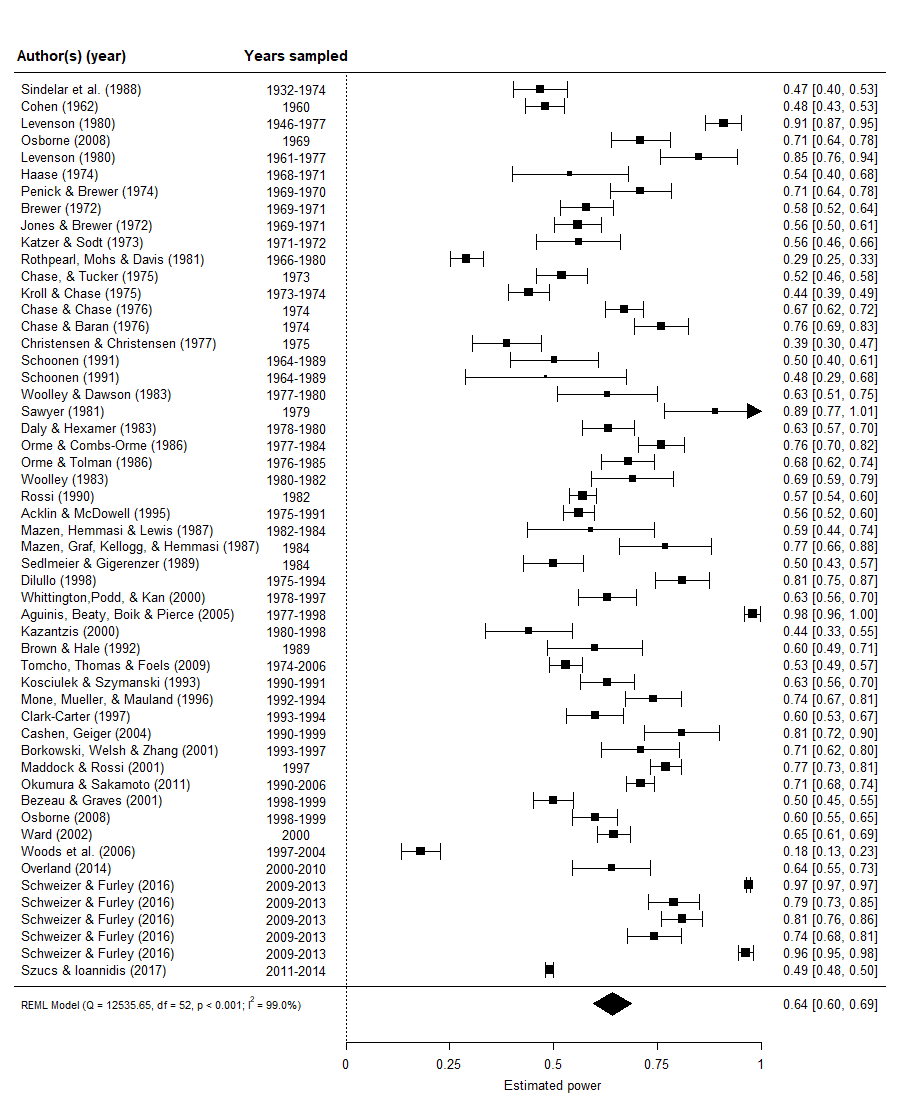 Author(s) (year) Years sampled
Sindelar et al. (1988) 1932-1974 0.47 [0.40, 0.53]
Cohen (1962) 1960 0.48 [0.43, 0.53]
Levenson (1980) 1946-1977 0.91 [0.87, 0.95]
Osborne (2008) 1969 0.71 [0.64, 0.78]
Levenson (1980) 1961-1977 0.85 [0.76, 0.94]
Haase (1974) 1968-1971 0.54 [0.40, 0.68]
Penick & Brewer (1974) 1969-1970 0.71 [0.64, 0.78]
Brewer (1972) 1969-1971 0.58 [0.52, 0.64]
Jones & Brewer (1972) 1969-1971 0.56 [0.50, 0.61]
Katzer & Sodt (1973) 1971-1972 0.56 [0.46, 0.66]
Rothpearl, Mohs & Davis (1981) 1966-1980 0.29 [0.25, 0.33]
Chase, & Tucker (1975) 1973 0.52 [0.46, 0.58]
Kroll & Chase (1975) 1973-1974 0.44 [0.39, 0.49]
Chase & Chase (1976) 1974 0.67 [0.62, 0.72]
Chase & Baran (1976) 1974 0.76 [0.69, 0.83]
Christensen & Christensen (1977) 1975 0.39 [0.30, 0.47]
Schoonen (1991) 1964-1989 0.50 [0.40, 0.61]
Schoonen (1991) 1964-1989 0.48 [0.29, 0.68]
Woolley & Dawson (1983) 1977-1980 0.63 [0.51, 0.75]
Sawyer (1981) 1979 0.89 [0.77, 1.01]
Daly & Hexamer (1983) 1978-1980 0.63 [0.57, 0.70]
Orme & Combs-Orme (1986) 1977-1984 0.76 [0.70, 0.82]
Orme & Tolman (1986) 1976-1985 0.68 [0.62, 0.74]
Woolley (1983) 1980-1982 0.69 [0.59, 0.79]
Rossi (1990) 1982 0.57 [0.54, 0.60]
Acklin & McDowell (1995) 1975-1991 0.56 [0.52, 0.60]
Mazen, Hemmasi & Lewis (1987) 1982-1984 0.59 [0.44, 0.74]
Mazen, Graf, Kellogg, & Hemmasi (1987) 1984 0.77 [0.66, 0.88]
Sedlmeier & Gigerenzer (1989) 1984 0.50 [0.43, 0.57]
Dilullo (1998) 1975-1994 0.81 [0.75, 0.87]
Whittington,Podd, & Kan (2000) 1978-1997 0.63 [0.56, 0.70]
Aguinis, Beaty, Boik & Pierce (2005) 1977-1998 0.98 [0.96, 1.00]
Kazantzis (2000) 1980-1998 0.44 [0.33, 0.55]
Brown & Hale (1992) 1989 0.60 [0.49, 0.71]
Tomcho, Thomas & Foels (2009) 1974-2006 0.53 [0.49, 0.57]
Kosciulek & Szymanski (1993) 1990-1991 0.63 [0.56, 0.70]
Mone, Mueller, & Mauland (1996) 1992-1994 0.74 [0.67, 0.81]
Clark-Carter (1997) 1993-1994 0.60 [0.53, 0.67]
Cashen, Geiger (2004) 1990-1999 0.81 [0.72, 0.90]
Borkowski, Welsh & Zhang (2001) 1993-1997 0.71 [0.62, 0.80]
Maddock & Rossi (2001) 1997 0.77 [0.73, 0.81]
Okumura & Sakamoto (2011) 1990-2006 0.71 [0.68, 0.74]
Bezeau & Graves (2001) 1998-1999 0.50 [0.45, 0.55]
Osborne (2008) 1998-1999 0.60 [0.55, 0.65]
Ward (2002) 2000 0.65 [0.61, 0.69]
Woods et al. (2006) 1997-2004 0.18 [0.13, 0.23]
Overland (2014) 2000-2010 0.64 [0.55, 0.73]
Schweizer & Furley (2016) 2009-2013 0.97 [0.97, 0.97]
Schweizer & Furley (2016) 2009-2013 0.79 [0.73, 0.85]
Schweizer & Furley (2016) 2009-2013 0.81 [0.76, 0.86]
Schweizer & Furley (2016) 2009-2013 0.74 [0.68, 0.81]
Schweizer & Furley (2016) 2009-2013 0.96 [0.95, 0.98]
Szucs & Ioannidis (2017) 2011-2014 0.49 [0.48, 0.50]
REML Model (Q = 12535.65, df = 52, p < 0.001; I² = 99.0%) 0.64 [0.60, 0.69]
0 0.25 0.5 0.75 1
Estimated power